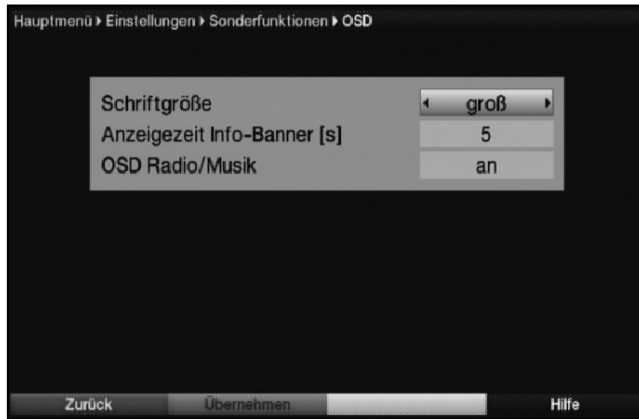 Hauptmenü ▸ Einstellungen ▸ Sonderfunktionen ▸ OSD
Schriftgröße ◂ groß ▸
Anzeigezeit Info-Banner [s] 5
OSD Radio/Musik an
Zurück Übernehmen Hilfe